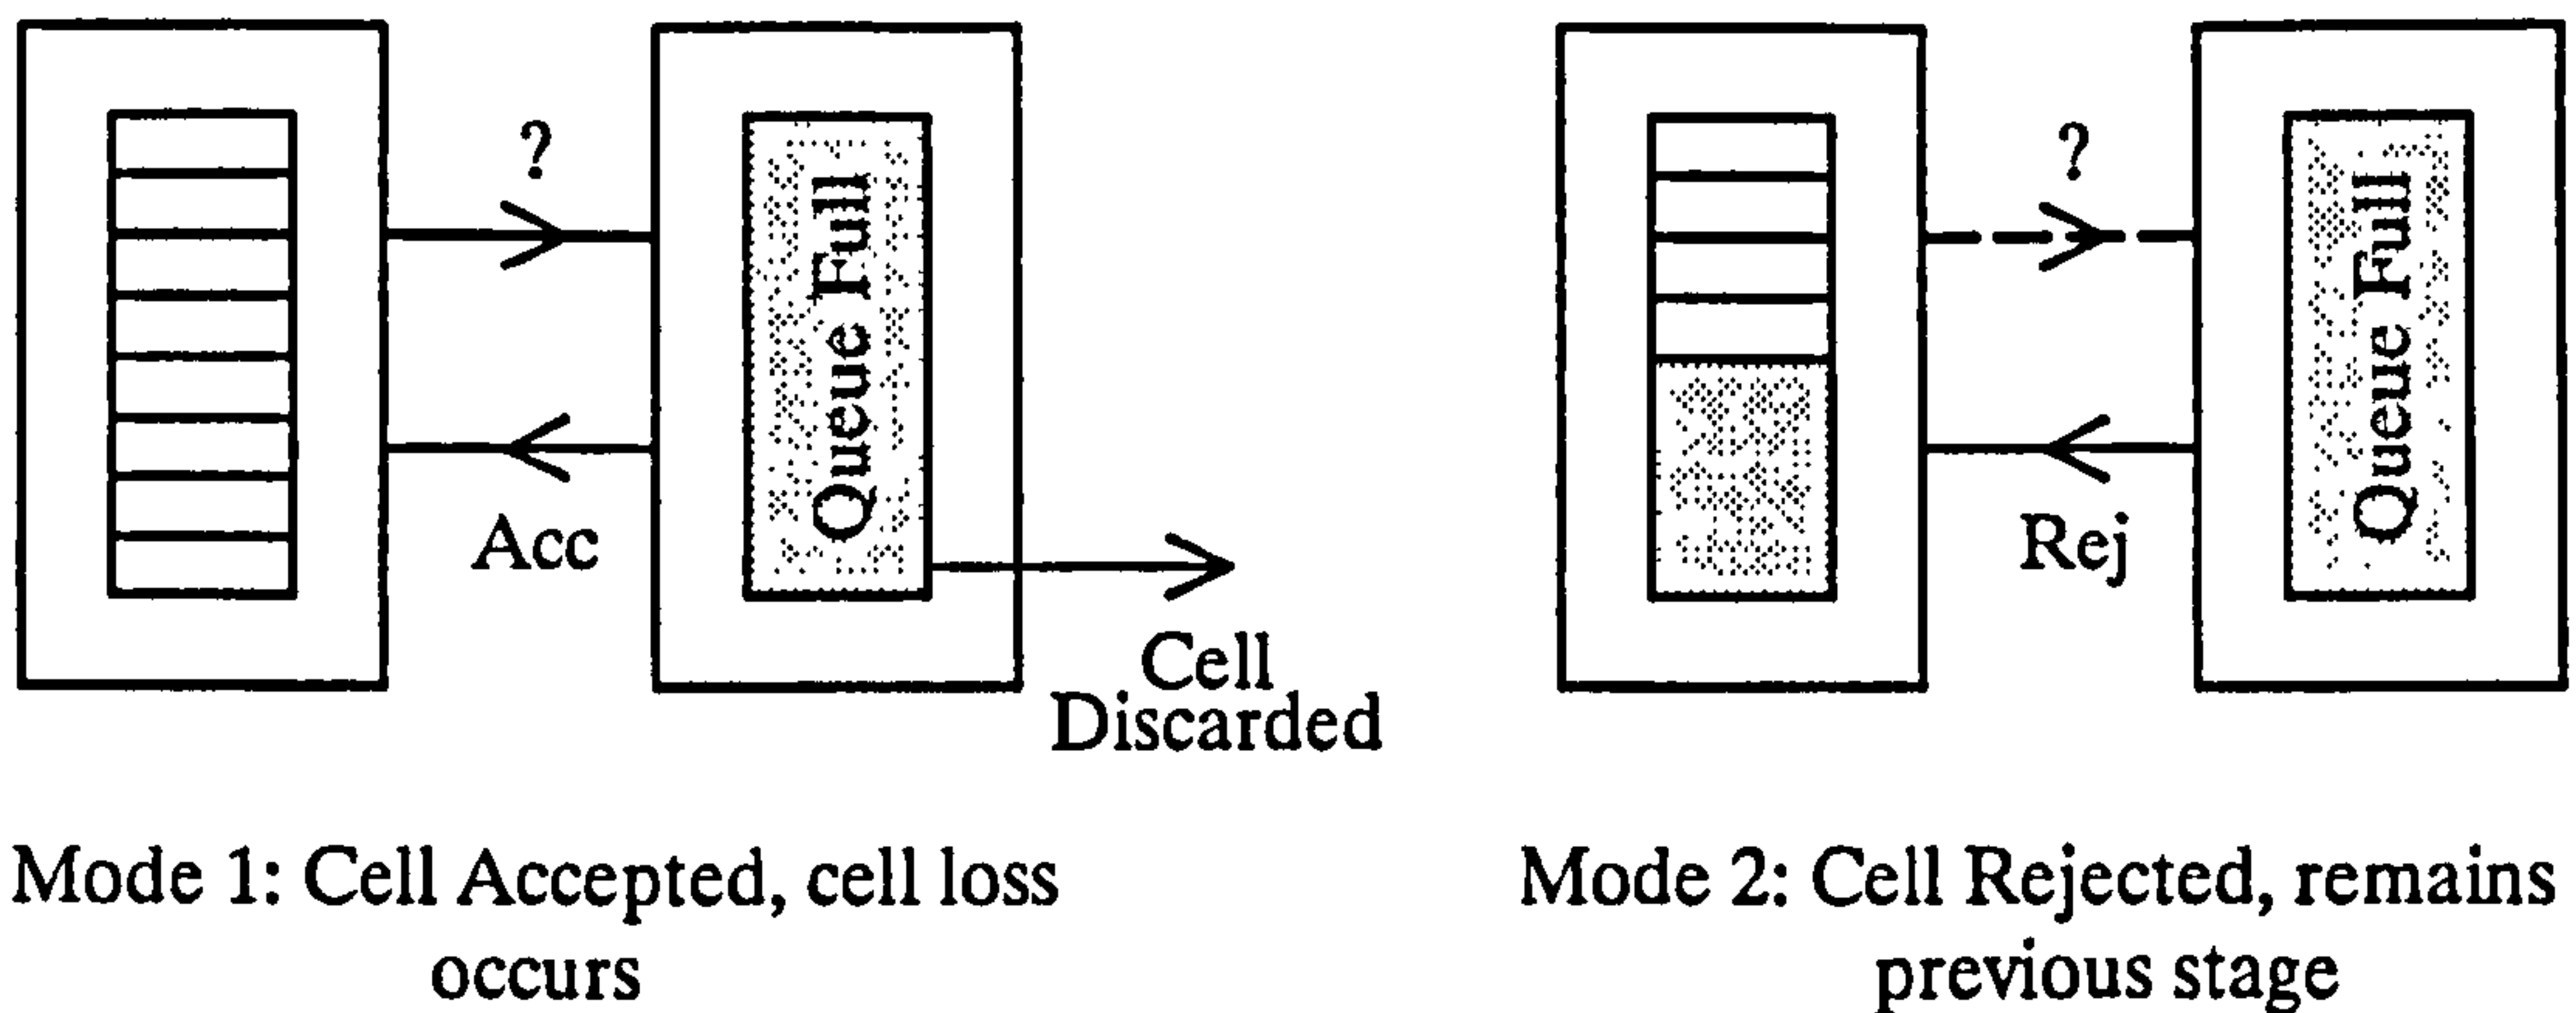 ?
Queue Full
Acc
Cell
Discarded
Mode 1: Cell Accepted, cell loss
occurs
?
Queue Full
Rej
Mode 2: Cell Rejected, remains
previous stage